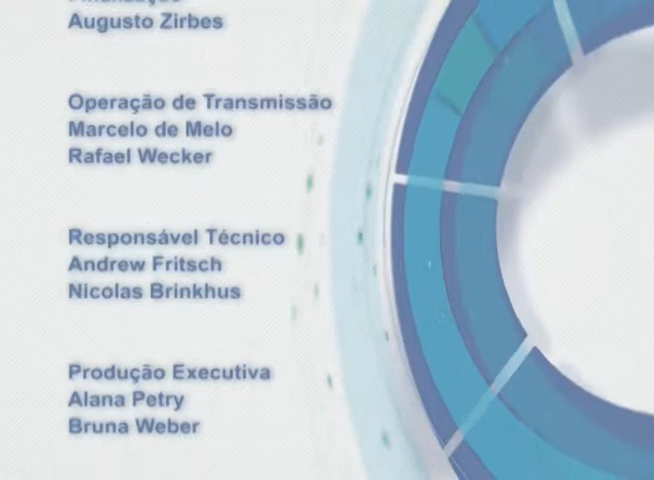 Augusto Zirbes
Operação de Transmissão
Marcelo de Melo
Rafael Wecker
Responsável Técnico
Andrew Fritsch
Nicolas Brinkhus
Produção Executiva
Alana Petry
Bruna Weber